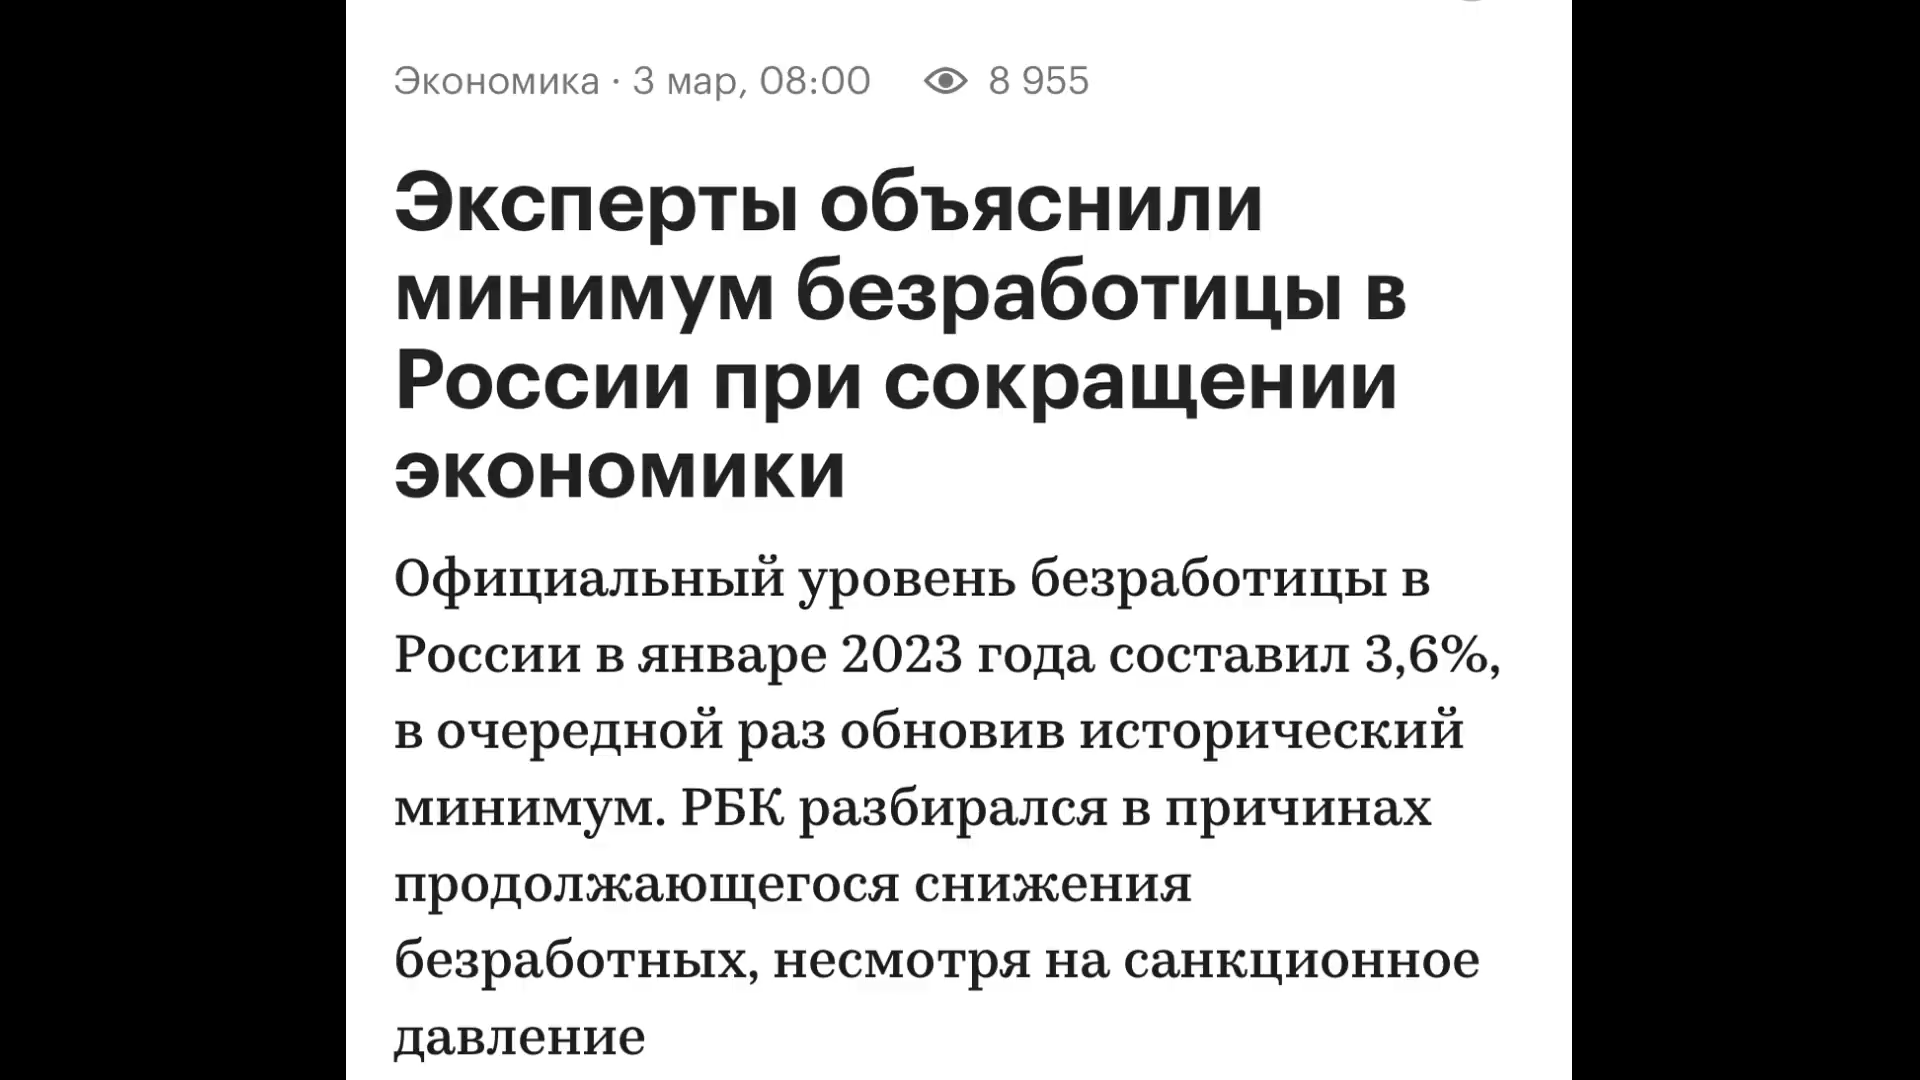 Экономика · 3 мар, 08:00 8 955
Эксперты объяснили
минимум безработицы в
России при сокращении
экономики
Официальный уровень безработицы в
России в январе 2023 года составил 3,6%,
в очередной раз обновив исторический
минимум. РБК разбирался в причинах
продолжающегося снижения
безработных, несмотря на санкционное
давление